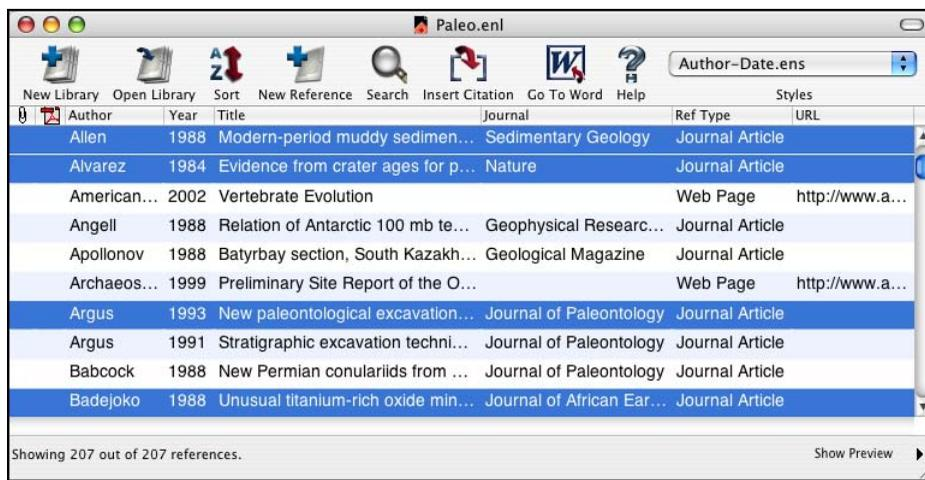 Paleo.enl
A Z
W
New Library Open Library Sort New Reference Search Insert Citation Go To Word Help Author-Date.ens Styles
Author Year Title Journal Ref Type URL
Allen 1988 Modern-period muddy sedimen... Sedimentary Geology Journal Article
Alvarez 1984 Evidence from crater ages for p... Nature Journal Article
American... 2002 Vertebrate Evolution Web Page http://www.a...
Angell 1988 Relation of Antarctic 100 mb te... Geophysical Researc... Journal Article
Apollonov 1988 Batyrbay section, South Kazakh... Geological Magazine Journal Article
Archaeos... 1999 Preliminary Site Report of the O... Web Page http://www.a...
Argus 1993 New paleontological excavation... Journal of Paleontology Journal Article
Argus 1991 Stratigraphic excavation techni... Journal of Paleontology Journal Article
Babcock 1988 New Permian conulariids from ... Journal of Paleontology Journal Article
Badejoko 1988 Unusual titanium-rich oxide min... Journal of African Ear... Journal Article
Showing 207 out of 207 references. Show Preview